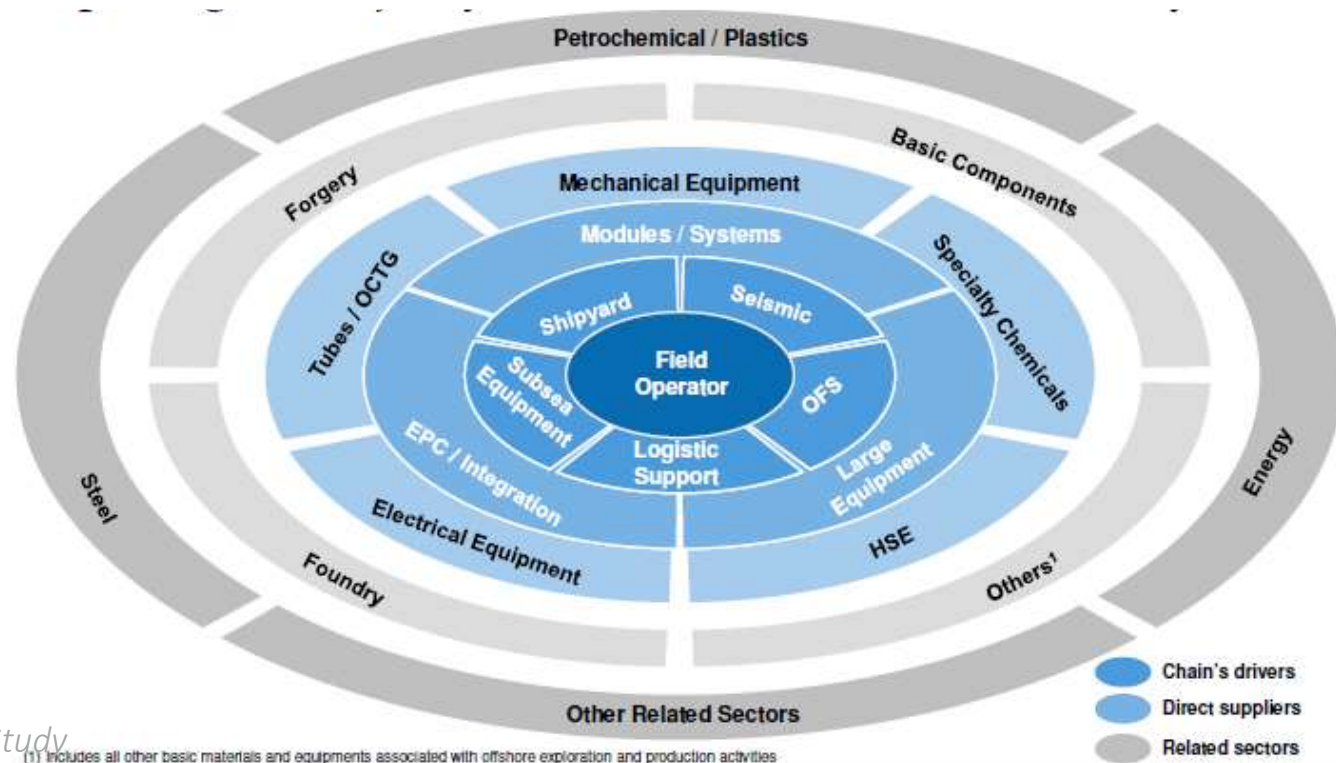 Petrochemical / Plastics
Basic Components
Forgery
Mechanical Equipment
Modules / Systems
Specialty Chemicals
Tubes / OCTG
Shipyard
Seismic
Field
Operator
Subsea
Equipment
OFS
Logistic
Support
EPC / Integration
Large
Equipment
Steel
Energy
Electrical Equipment
HSE
Foundry
Others¹
Other Related Sectors
Chain's drivers
Direct suppliers
Related sectors
(1) Includes all other basic materials and equipments associated with offshore exploration and production activities